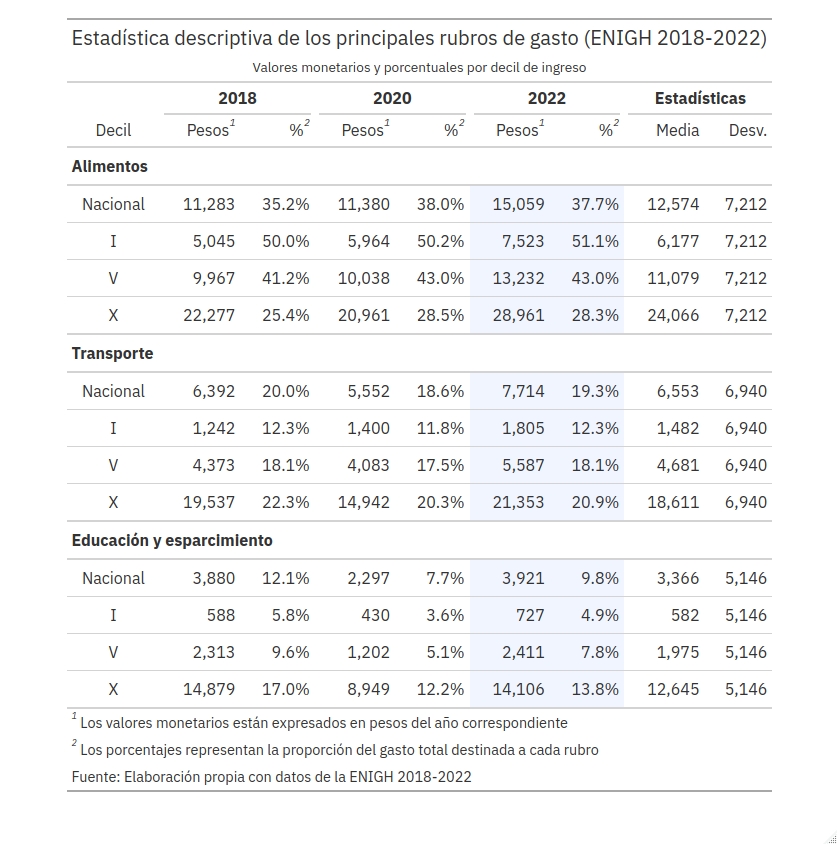 Estadística descriptiva de los principales rubros de gasto (ENIGH 2018-2022)
Valores monetarios y porcentuales por decil de ingreso
2018 2020 2022 Estadísticas
Decil Pesos1 %2 Pesos1 %2 Pesos1 %2 Media Desv.
Alimentos
Nacional 11,283 35.2% 11,380 38.0% 15,059 37.7% 12,574 7,212
I 5,045 50.0% 5,964 50.2% 7,523 51.1% 6,177 7,212
V 9,967 41.2% 10,038 43.0% 13,232 43.0% 11,079 7,212
X 22,277 25.4% 20,961 28.5% 28,961 28.3% 24,066 7,212
Transporte
Nacional 6,392 20.0% 5,552 18.6% 7,714 19.3% 6,553 6,940
I 1,242 12.3% 1,400 11.8% 1,805 12.3% 1,482 6,940
V 4,373 18.1% 4,083 17.5% 5,587 18.1% 4,681 6,940
X 19,537 22.3% 14,942 20.3% 21,353 20.9% 18,611 6,940
Educación y esparcimiento
Nacional 3,880 12.1% 2,297 7.7% 3,921 9.8% 3,366 5,146
I 588 5.8% 430 3.6% 727 4.9% 582 5,146
V 2,313 9.6% 1,202 5.1% 2,411 7.8% 1,975 5,146
X 14,879 17.0% 8,949 12.2% 14,106 13.8% 12,645 5,146
1 Los valores monetarios están expresados en pesos del año correspondiente
2 Los porcentajes representan la proporción del gasto total destinada a cada rubro
Fuente: Elaboración propia con datos de la ENIGH 2018-2022